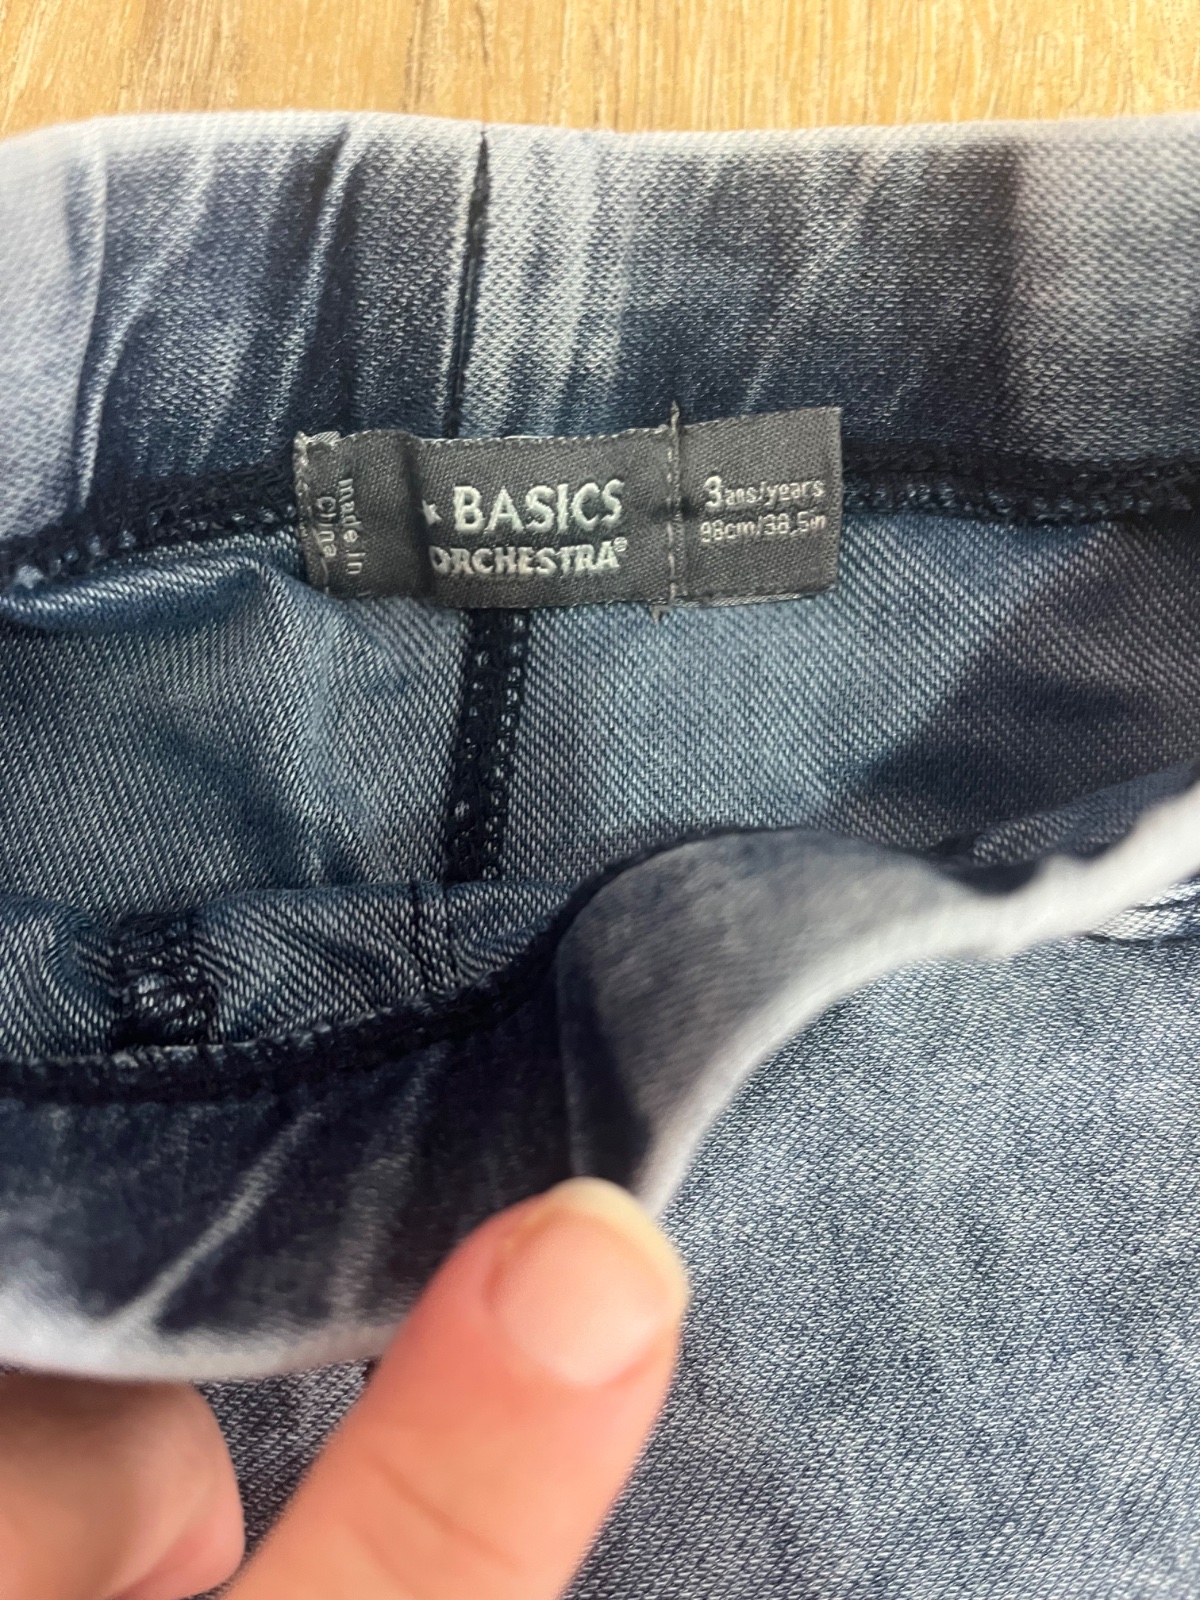 made in
China
BASICS
ORCHESTRA®
3ans/years
98cm/38,5in